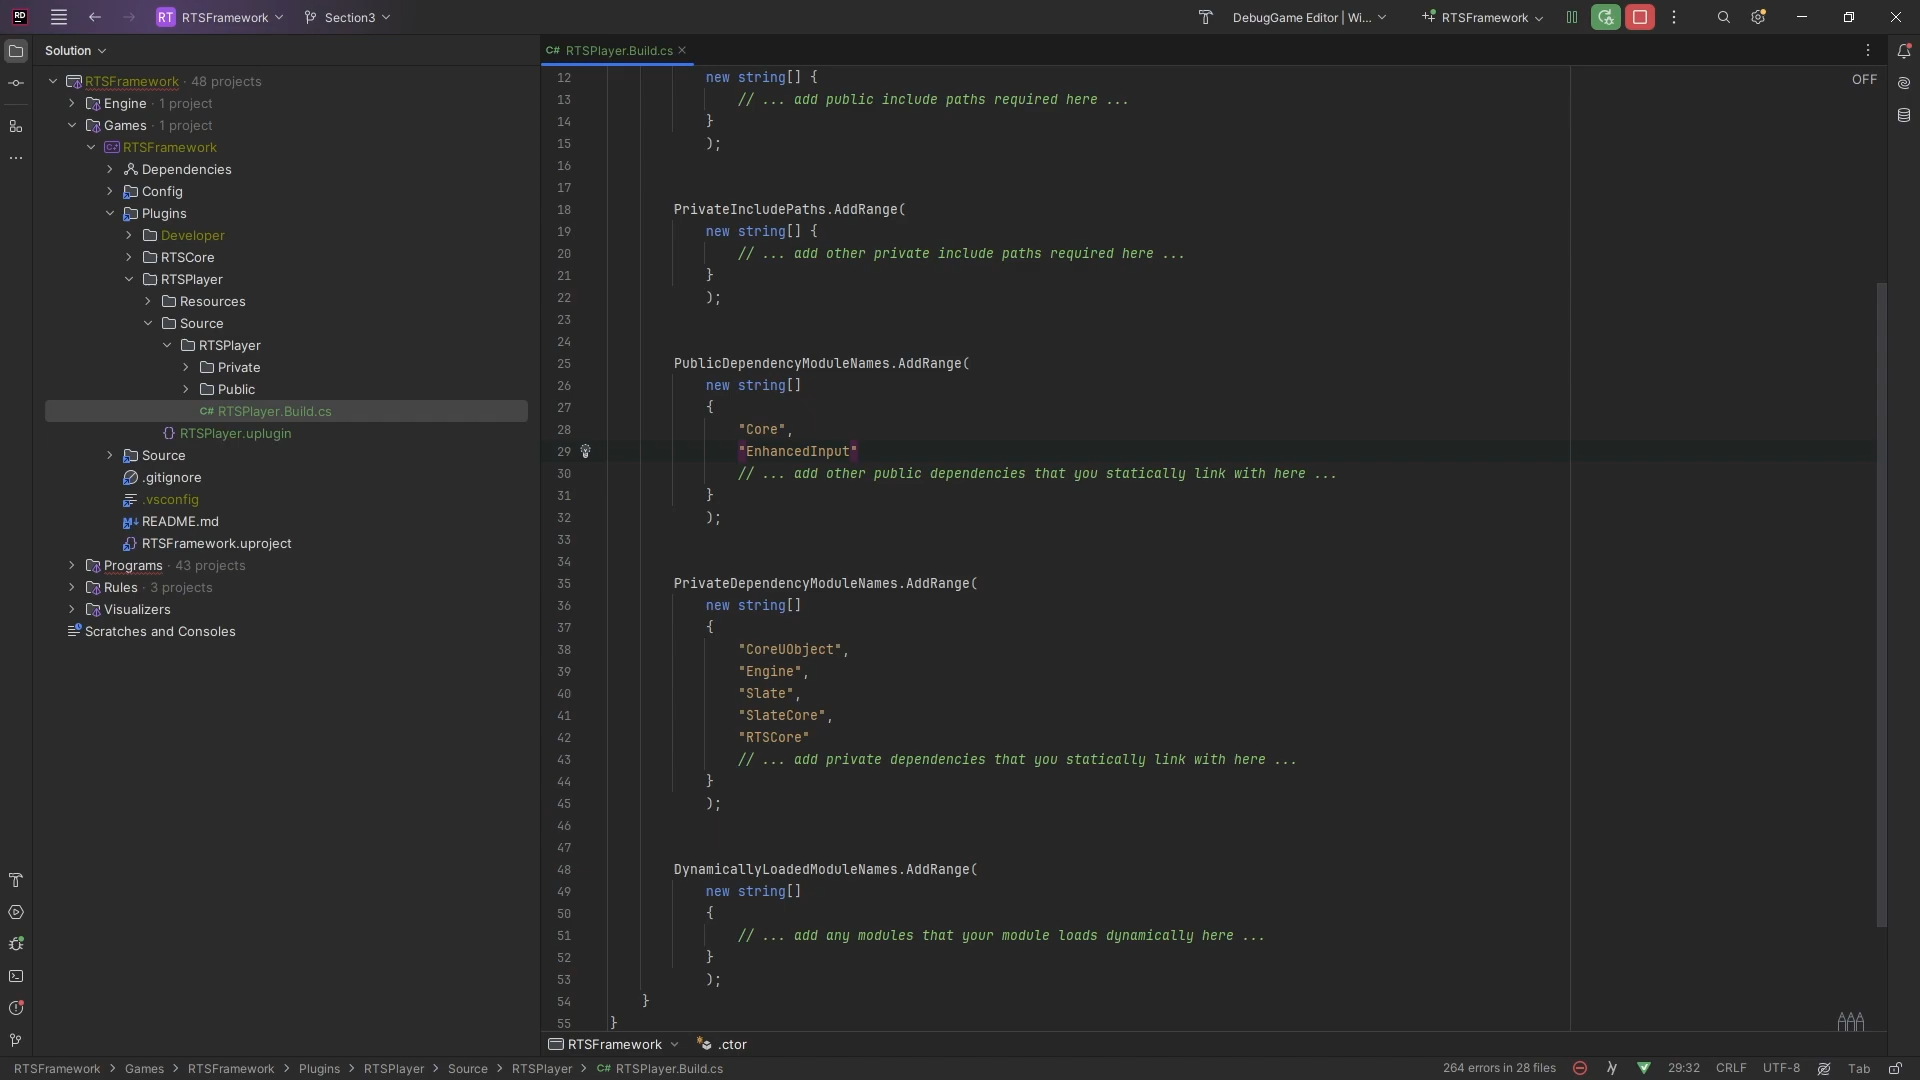 RD RT RTSFramework Section3 DebugGame Editor | Wi... RTSFramework
Solution
C# RTSPlayer.Build.cs
OFF
RTSFramework · 48 projects
Engine · 1 project
Games · 1 project
C# RTSFramework
Dependencies
Config
Plugins
Developer
RTSCore
RTSPlayer
Resources
Source
RTSPlayer
Private
Public
C# RTSPlayer.Build.cs
{} RTSPlayer.uplugin
Source
.gitignore
.vsconfig
M↓ README.md
RTSFramework.uproject
Programs · 43 projects
Rules · 3 projects
Visualizers
Scratches and Consoles
12 new string[] {
13 // ... add public include paths required here ...
14 }
15 );
16
17
18 PrivateIncludePaths.AddRange(
19 new string[] {
20 // ... add other private include paths required here ...
21 }
22 );
23
24
25 PublicDependencyModuleNames.AddRange(
26 new string[]
27 {
28 "Core",
29 "EnhancedInput"
30 // ... add other public dependencies that you statically link with here ...
31 }
32 );
33
34
35 PrivateDependencyModuleNames.AddRange(
36 new string[]
37 {
38 "CoreUObject",
39 "Engine",
40 "Slate",
41 "SlateCore",
42 "RTSCore"
43 // ... add private dependencies that you statically link with here ...
44 }
45 );
46
47
48 DynamicallyLoadedModuleNames.AddRange(
49 new string[]
50 {
51 // ... add any modules that your module loads dynamically here ...
52 }
53 );
54 }
55 }
RTSFramework .ctor
RTSFramework > Games > RTSFramework > Plugins > RTSPlayer > Source > RTSPlayer > C# RTSPlayer.Build.cs
264 errors in 28 files 29:32 CRLF UTF-8 Tab